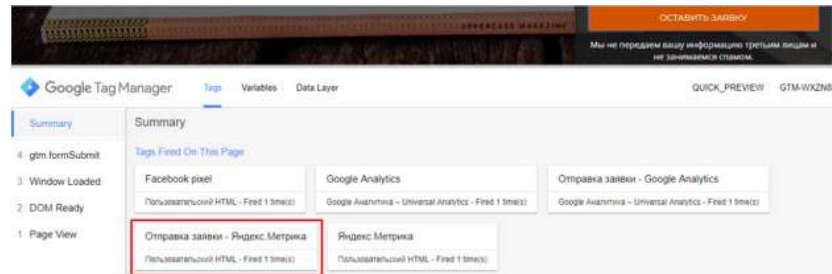 UPPERCASE MAGAZINE
ОСТАВИТЬ ЗАЯВКУ
Мы не передаем вашу информацию третьим лицам и
не занимаемся спамом.
Google Tag Manager
Tags
Variables
Data Layer
QUICK_PREVIEW
GTM-WXZN8
Summary
4 gtm.formSubmit
3 Window Loaded
2 DOM Ready
1 Page View
Summary
Tags Fired On This Page
Facebook pixel
Пользовательский HTML - Fired 1 time(s)
Google Analytics
Google Аналитика – Universal Analytics - Fired 1 time(s)
Отправка заявки - Google Analytics
Google Аналитика – Universal Analytics - Fired 1 time(s)
Отправка заявки - Яндекс.Метрика
Пользовательский HTML - Fired 1 time(s)
Яндекс.Метрика
Пользовательский HTML - Fired 1 time(s)